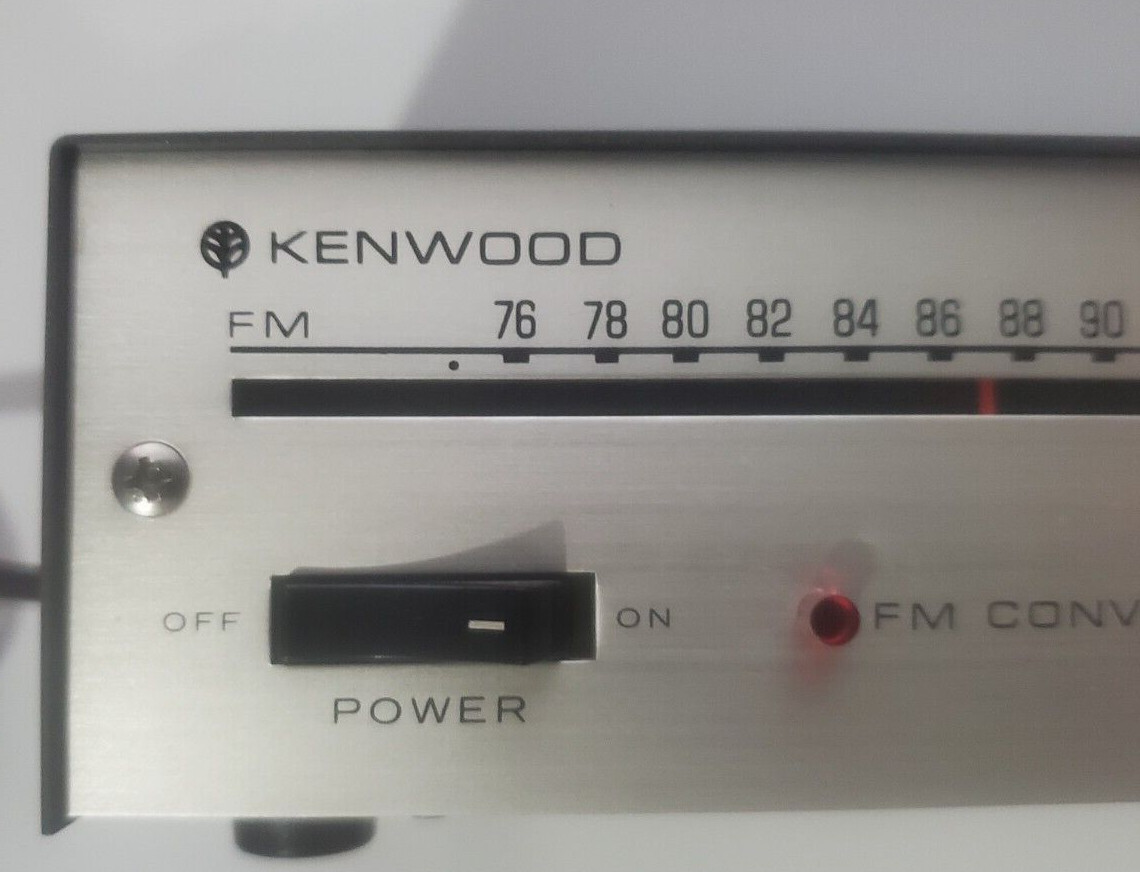 KENWOOD
FM 76 78 80 82 84 86 88 90
OFF ON FM CONV
POWER